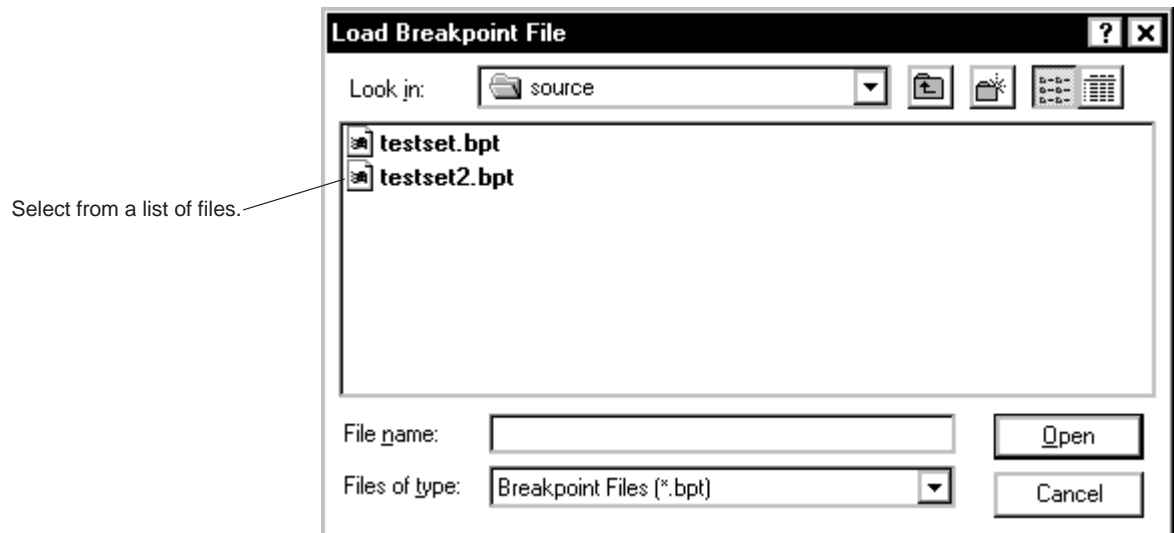 Load Breakpoint File
Look in: source
testset.bpt
testset2.bpt
Select from a list of files.
File name:
Open
Files of type: Breakpoint Files (*.bpt)
Cancel